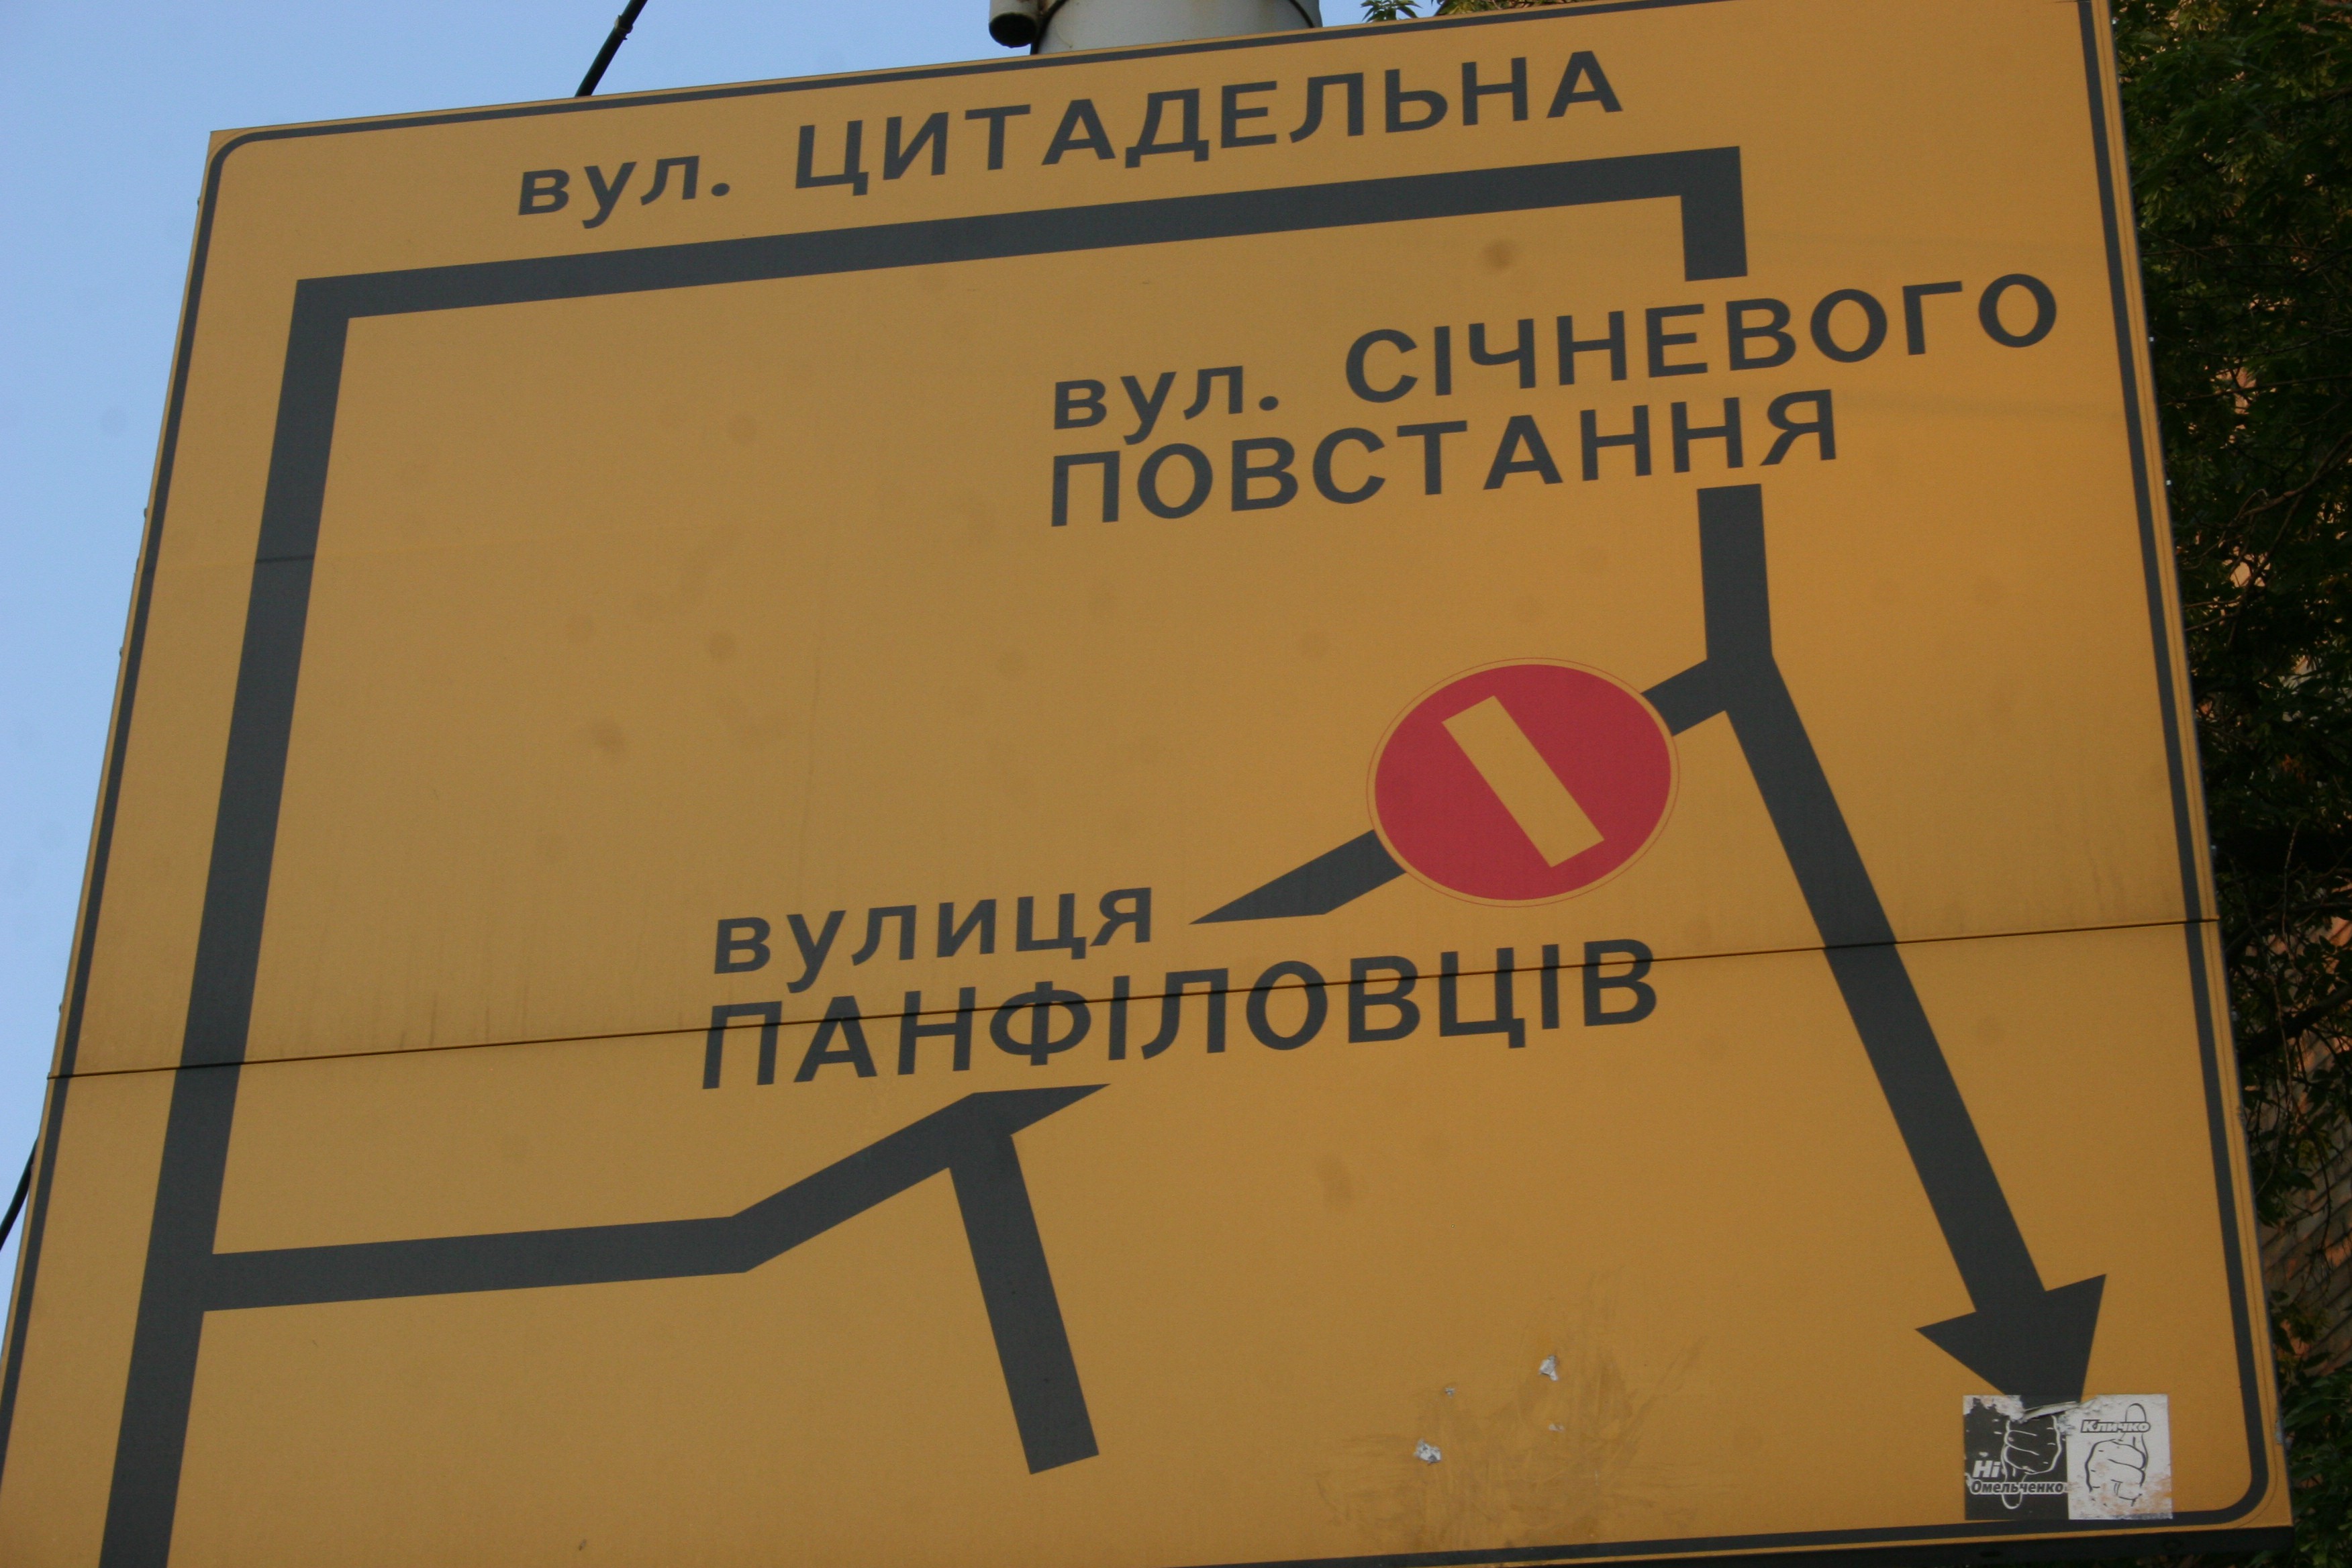 вул. ЦИТАДЕЛЬНА
вул. СІЧНЕВОГО
ПОВСТАННЯ
вулиця
ПАНФІЛОВЦІВ
Кличко
Ні
Омельченко